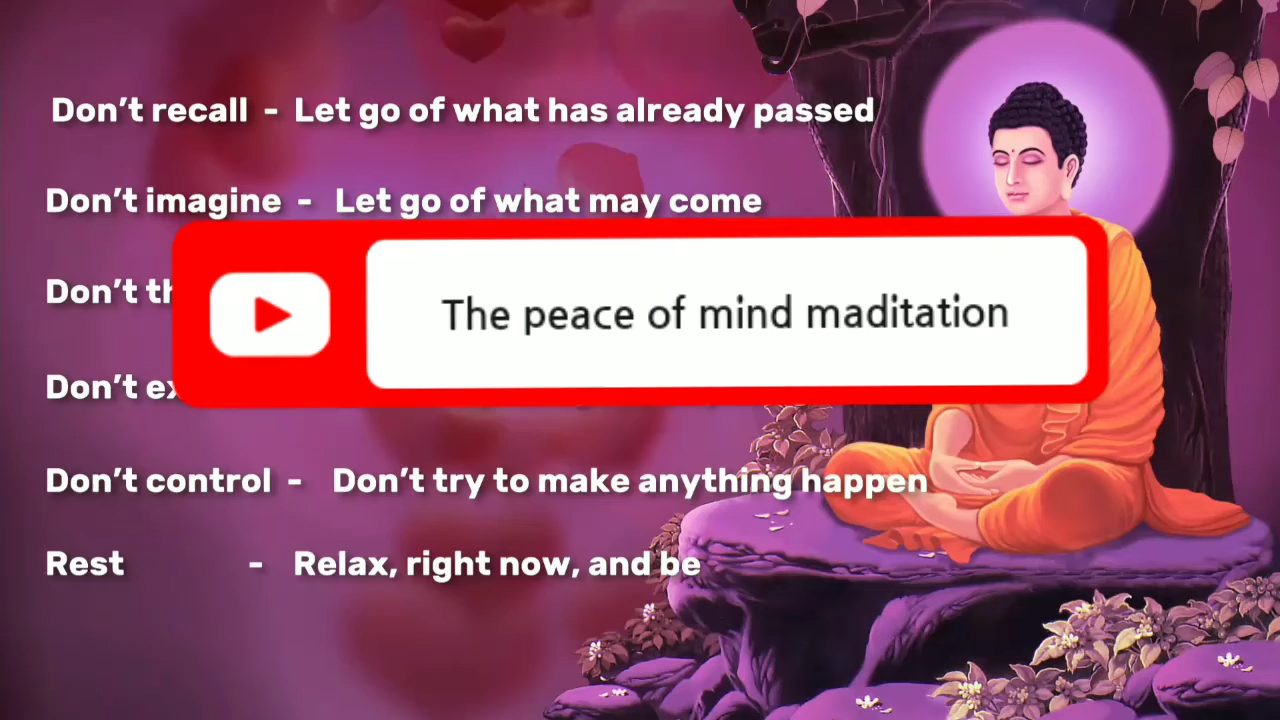 Don't recall - Let go of what has already passed
Don't imagine - Let go of what may come
Don't
The peace of mind maditation
Don't
Don't control - Don't try to make anything happen
Rest - Relax, right now, and be